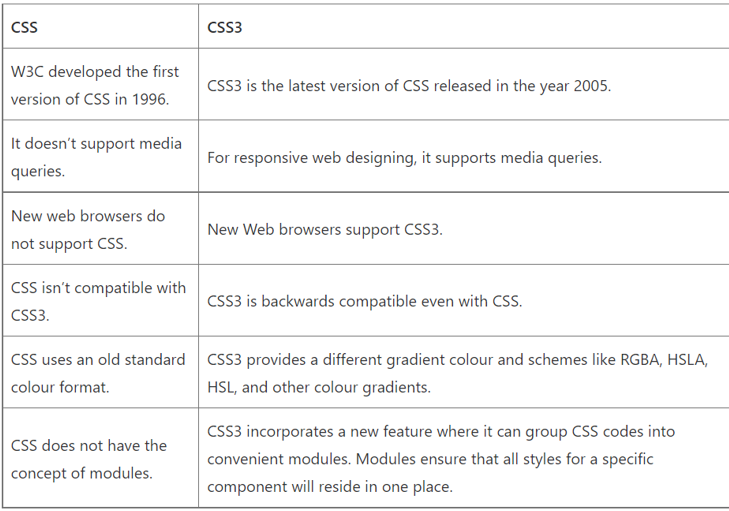 CSS
CSS3
W3C developed the first
version of CSS in 1996.
CSS3 is the latest version of CSS released in the year 2005.
It doesn’t support media
queries.
For responsive web designing, it supports media queries.
New web browsers do
not support CSS.
New Web browsers support CSS3.
CSS isn’t compatible with
CSS3.
CSS3 is backwards compatible even with CSS.
CSS uses an old standard
colour format.
CSS3 provides a different gradient colour and schemes like RGBA, HSLA,
HSL, and other colour gradients.
CSS does not have the
concept of modules.
CSS3 incorporates a new feature where it can group CSS codes into
convenient modules. Modules ensure that all styles for a specific
component will reside in one place.